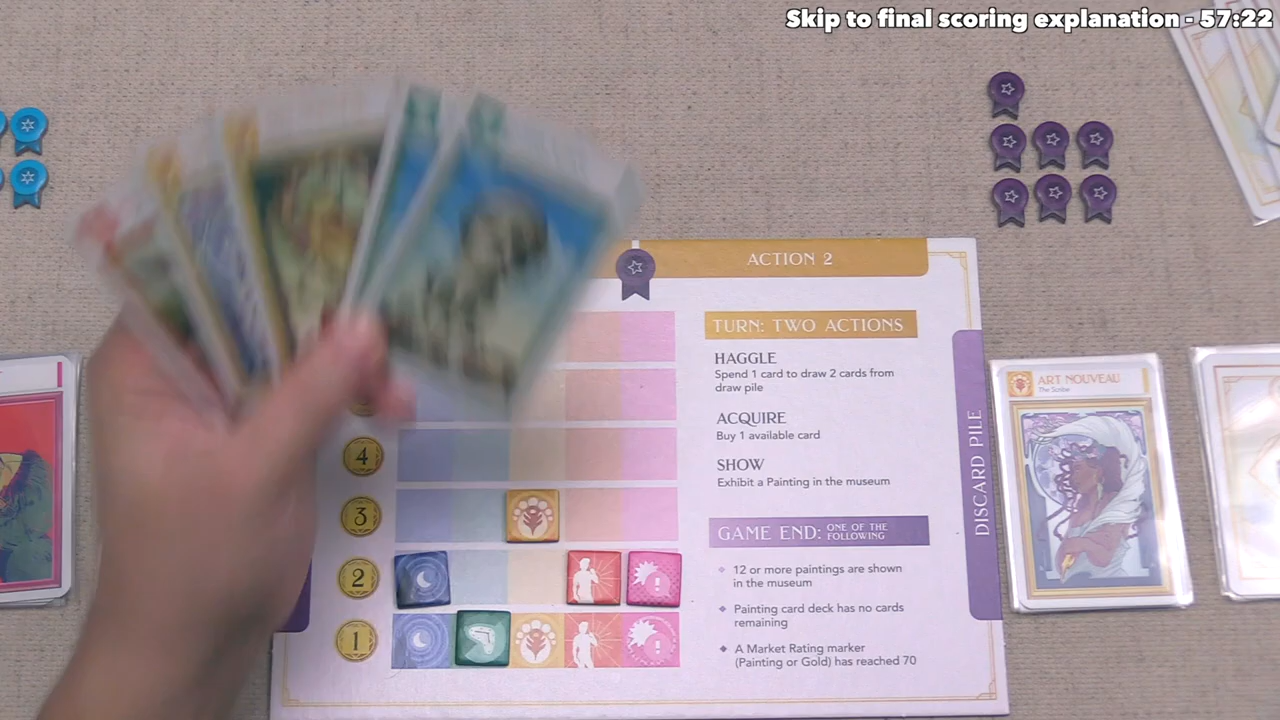 Skip to final scoring explanation - 57:22
ACTION 2
TURN: TWO ACTIONS
HAGGLE
Spend 1 card to draw 2 cards from
draw pile
ACQUIRE
Buy 1 available card
SHOW
Exhibit a Painting in the museum
GAME END: ONE OF THE
FOLLOWING
12 or more paintings are shown
in the museum
Painting card deck has no cards
remaining
A Market Rating marker
(Painting or Gold) has reached 70
4
3
2
1
DISCARD PILE
ART NOUVEAU
The Scribe